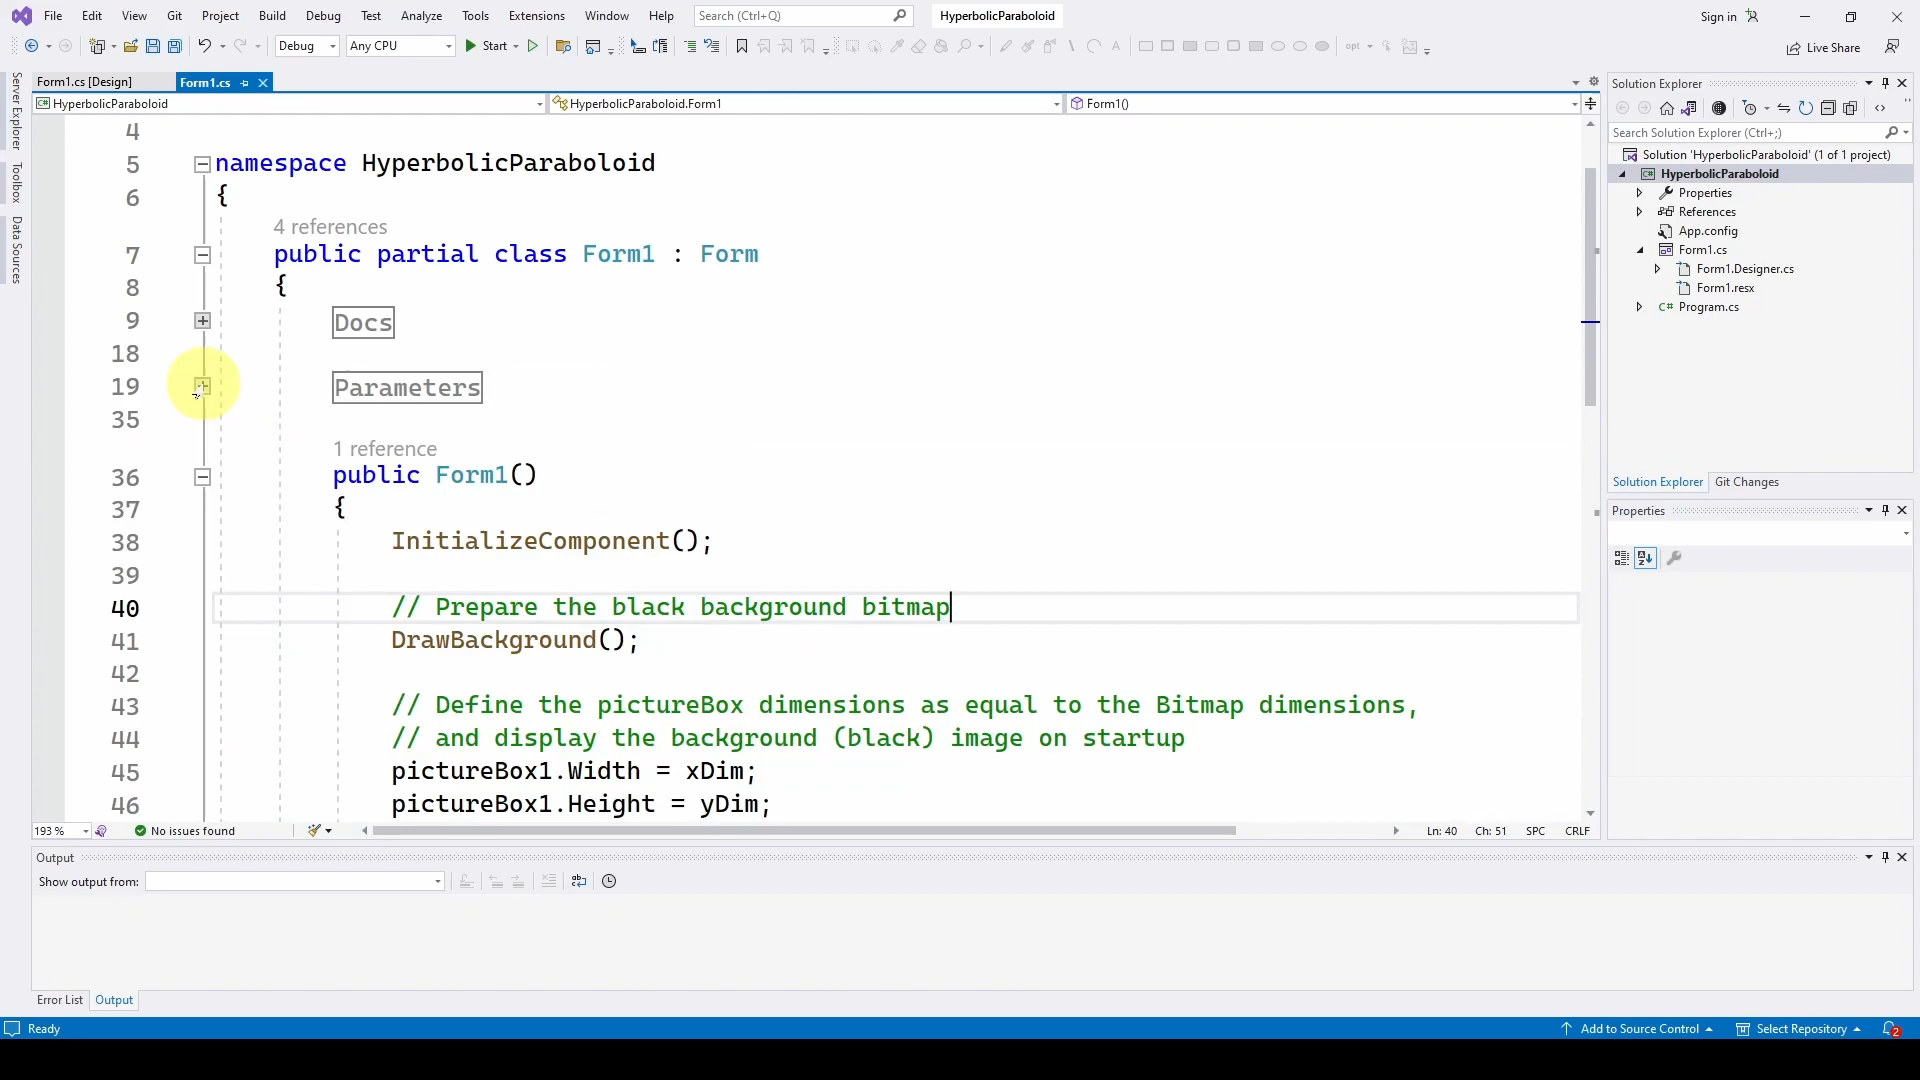 File Edit View Git Project Build Debug Test Analyze Tools Extensions Window Help Search (Ctrl+Q) HyperbolicParaboloid Sign in
Debug Any CPU Start opt Live Share
Form1.cs [Design] Form1.cs
HyperbolicParaboloid HyperbolicParaboloid.Form1 Form1()
Server Explorer
Toolbox
Data Sources
4
5 namespace HyperbolicParaboloid
6 {
4 references
7 public partial class Form1 : Form
8 {
9 Docs
18
19 Parameters
35
1 reference
36 public Form1()
37 {
38 InitializeComponent();
39
40 // Prepare the black background bitmap
41 DrawBackground();
42
43 // Define the pictureBox dimensions as equal to the Bitmap dimensions,
44 // and display the background (black) image on startup
45 pictureBox1.Width = xDim;
46 pictureBox1.Height = yDim;
193 % No issues found Ln: 40 Ch: 51 SPC CRLF
Solution Explorer
Search Solution Explorer (Ctrl+;)
Solution 'HyperbolicParaboloid' (1 of 1 project)
C# HyperbolicParaboloid
Properties
References
App.config
Form1.cs
Form1.Designer.cs
Form1.resx
C# Program.cs
Solution Explorer Git Changes
Properties
Output
Show output from:
Error List Output
Ready Add to Source Control Select Repository 2